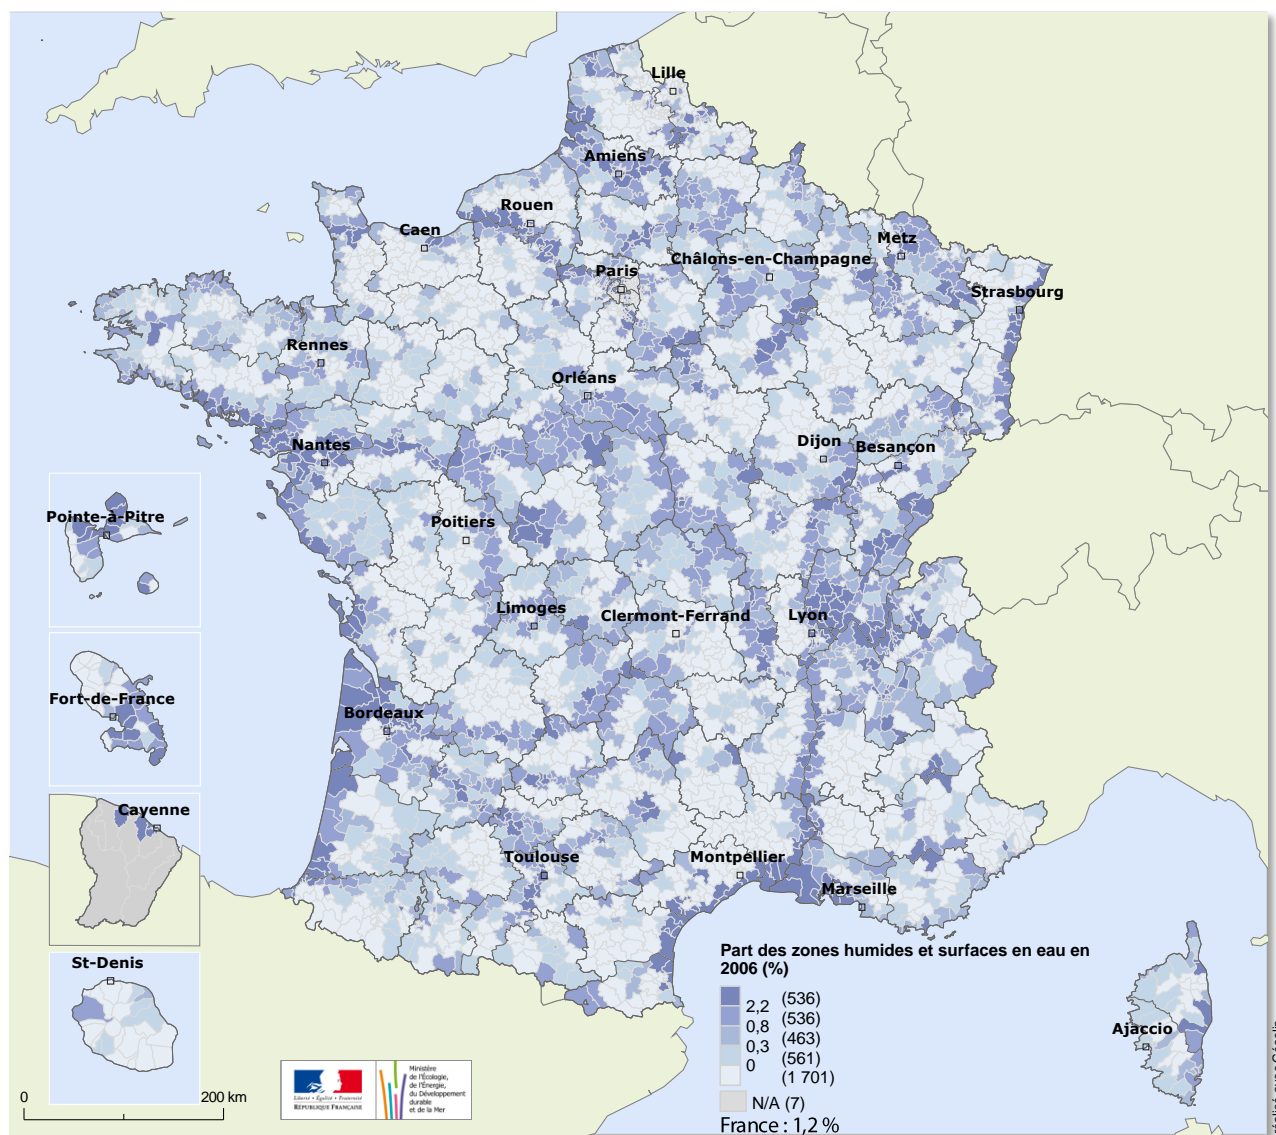 Lille
Amiens
Rouen
Caen
Metz
Châlons-en-Champagne
Paris
Strasbourg
Rennes
Orléans
Nantes
Dijon
Besançon
Pointe-à-Pitre
Poitiers
Limoges
Clermont-Ferrand
Lyon
Fort-de-France
Bordeaux
Cayenne
Toulouse
Montpellier
Marseille
St-Denis
Ajaccio
Part des zones humides et surfaces en eau en
2006 (%)
(536)
2,2
(536)
0,8
(463)
0,3
(561)
0
(1 701)
N/A (7)
France : 1,2 %
0 200 km
Liberté • Égalité • Fraternité
RÉPUBLIQUE FRANÇAISE
Ministère
de l'Écologie,
de l'Énergie,
du Développement
durable
et de la Mer